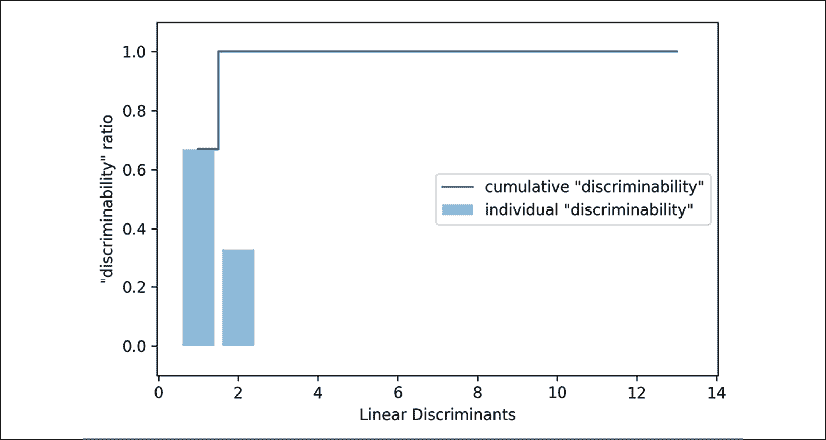 1.0
0.8
0.6
0.4
0.2
0.0
"discriminability" ratio
cumulative "discriminability"
individual "discriminability"
0 2 4 6 8 10 12 14
Linear Discriminants